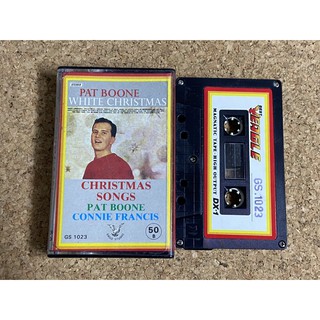 PAT BOONE
WHITE CHRISTMAS
CHRISTMAS
SONGS
PAT BOONE
CONNIE FRANCIS
GS 1023
50
MAGNETIC TAPE·HIGH OUTPUT DX-1
GS 1023